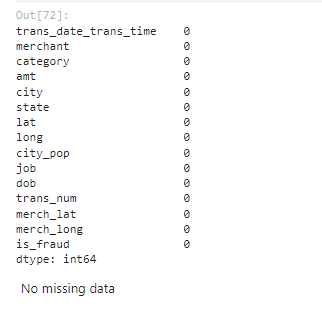 Out[72]:
trans_date_trans_time 0
merchant 0
category 0
amt 0
city 0
state 0
lat 0
long 0
city_pop 0
job 0
dob 0
trans_num 0
merch_lat 0
merch_long 0
is_fraud 0
dtype: int64
No missing data